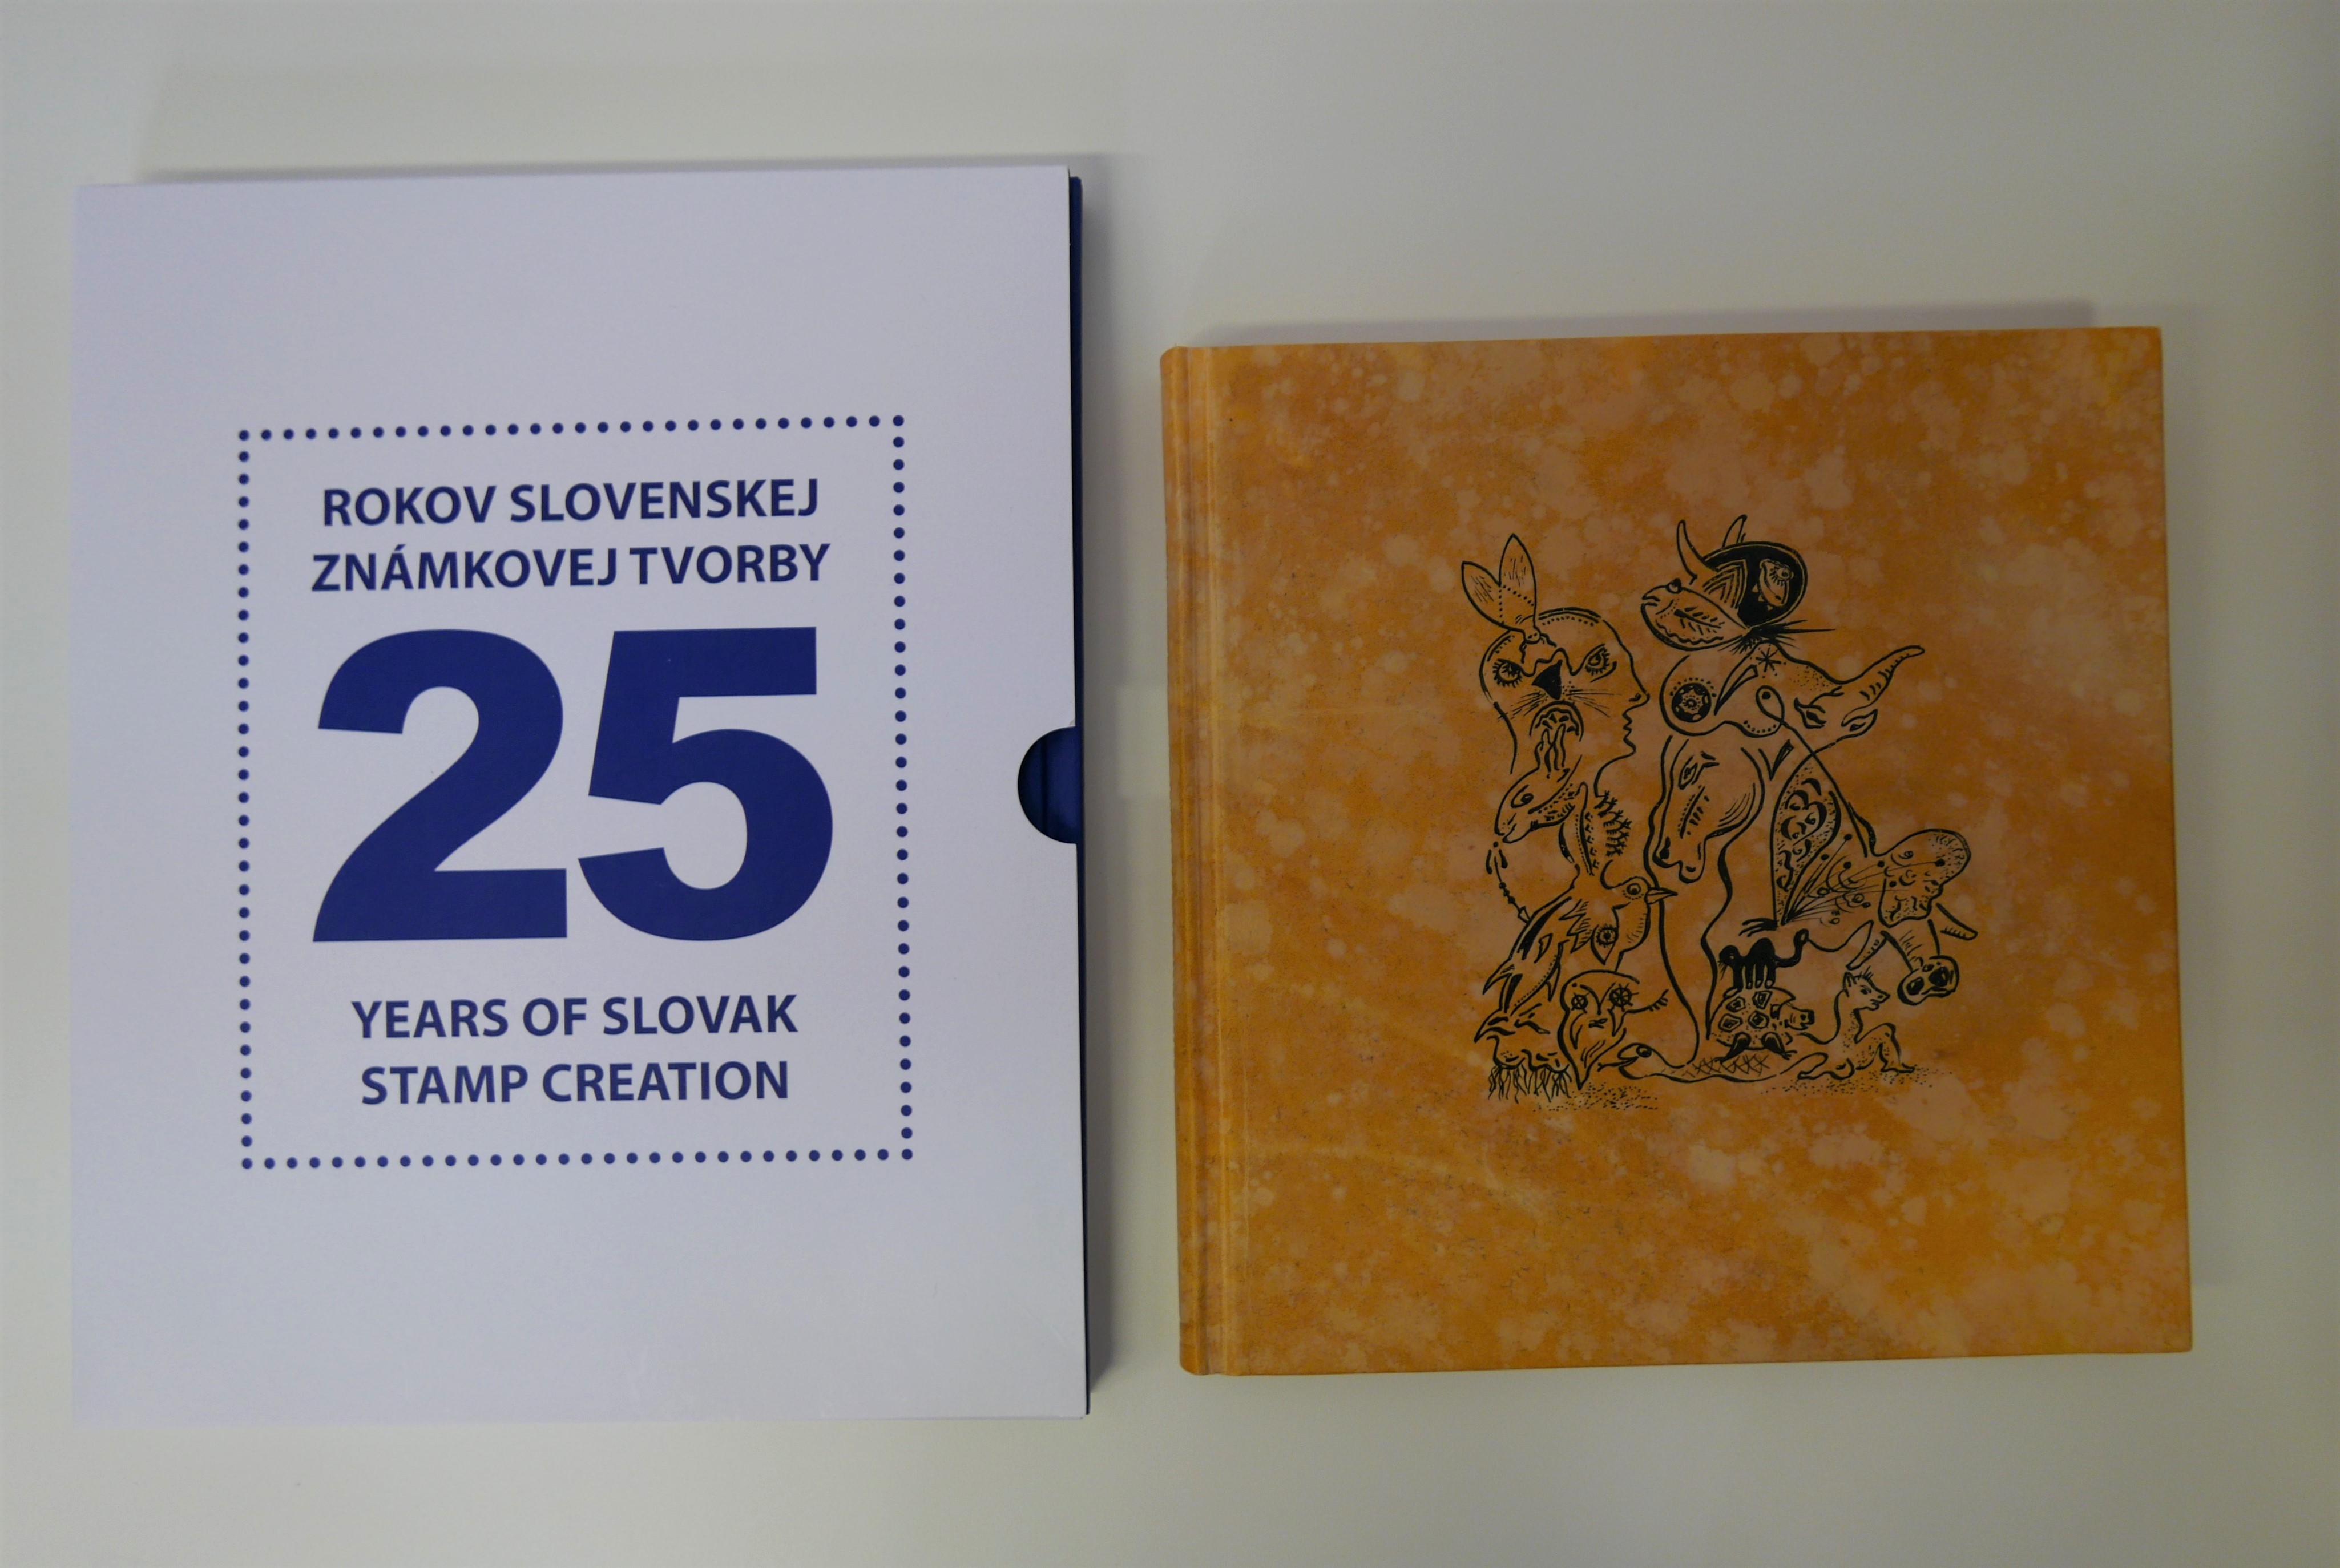 ROKOV SLOVENSKEJ
ZNÁMKOVEJ TVORBY
25
YEARS OF SLOVAK
STAMP CREATION